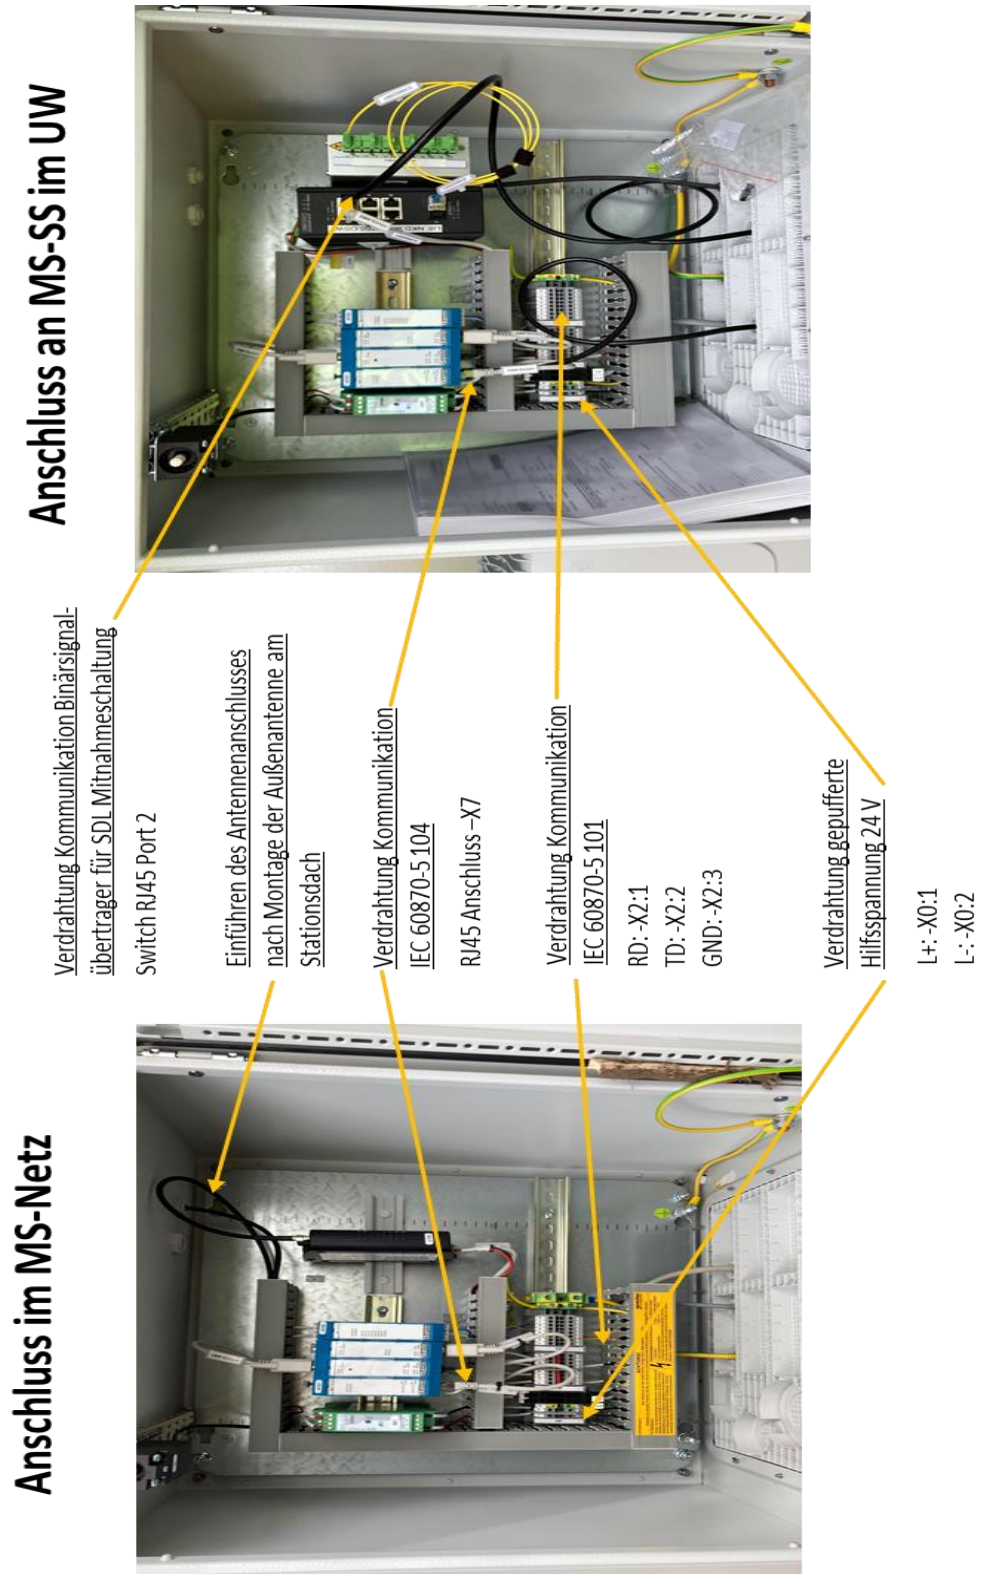 Anschluss im MS-Netz
Anschluss an MS-SS im UW
Verdrahtung Kommunikation Binärsignal-
übertrager für SDL Mitnahmeschaltung
Switch RJ45 Port 2
Einführen des Antennenanschlusses
nach Montage der Außenantenne am
Stationsdach
Verdrahtung Kommunikation
IEC 60870-5 104
RJ45 Anschluss –X7
Verdrahtung Kommunikation
IEC 60870-5 101
RD: -X2:1
TD: -X2:2
GND: -X2:3
Verdrahtung gepufferte
Hilfsspannung 24 V
L+: -X0:1
L-: -X0:2